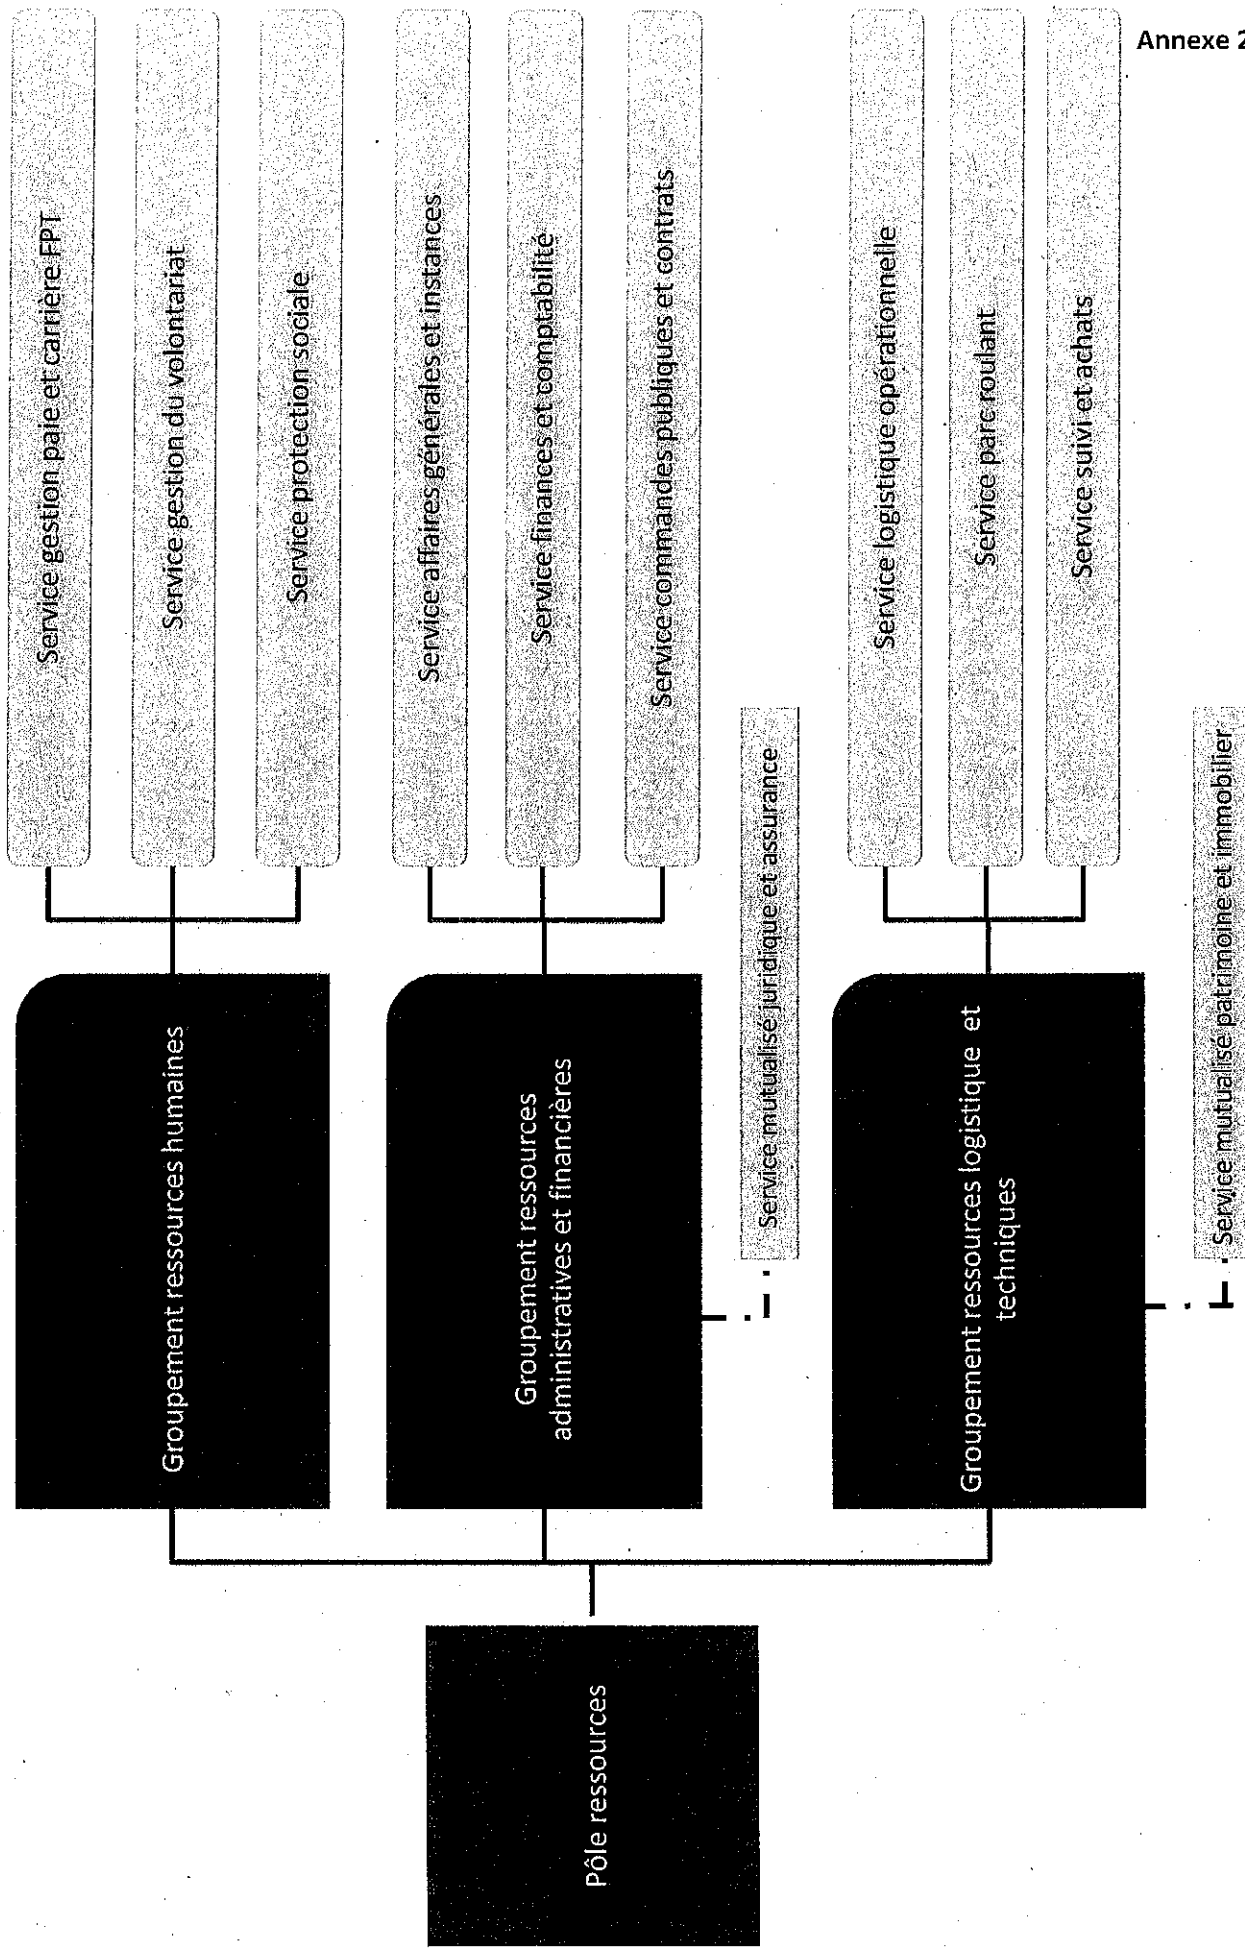 Annexe 2
Pôle ressources
Groupement ressources humaines
Service gestion paie et carrière FPT
Service gestion du volontariat
Service protection sociale
Groupement ressources
administratives et financières
Service affaires générales et instances
Service finances et comptabilité
Service commandes publiques et contrats
Service mutualisé juridique et assurance
Groupement ressources logistique et
techniques
Service logistique opérationnelle
Service parc roulant
Service suivi et achats
Service mutualisé patrimoine et immobilier